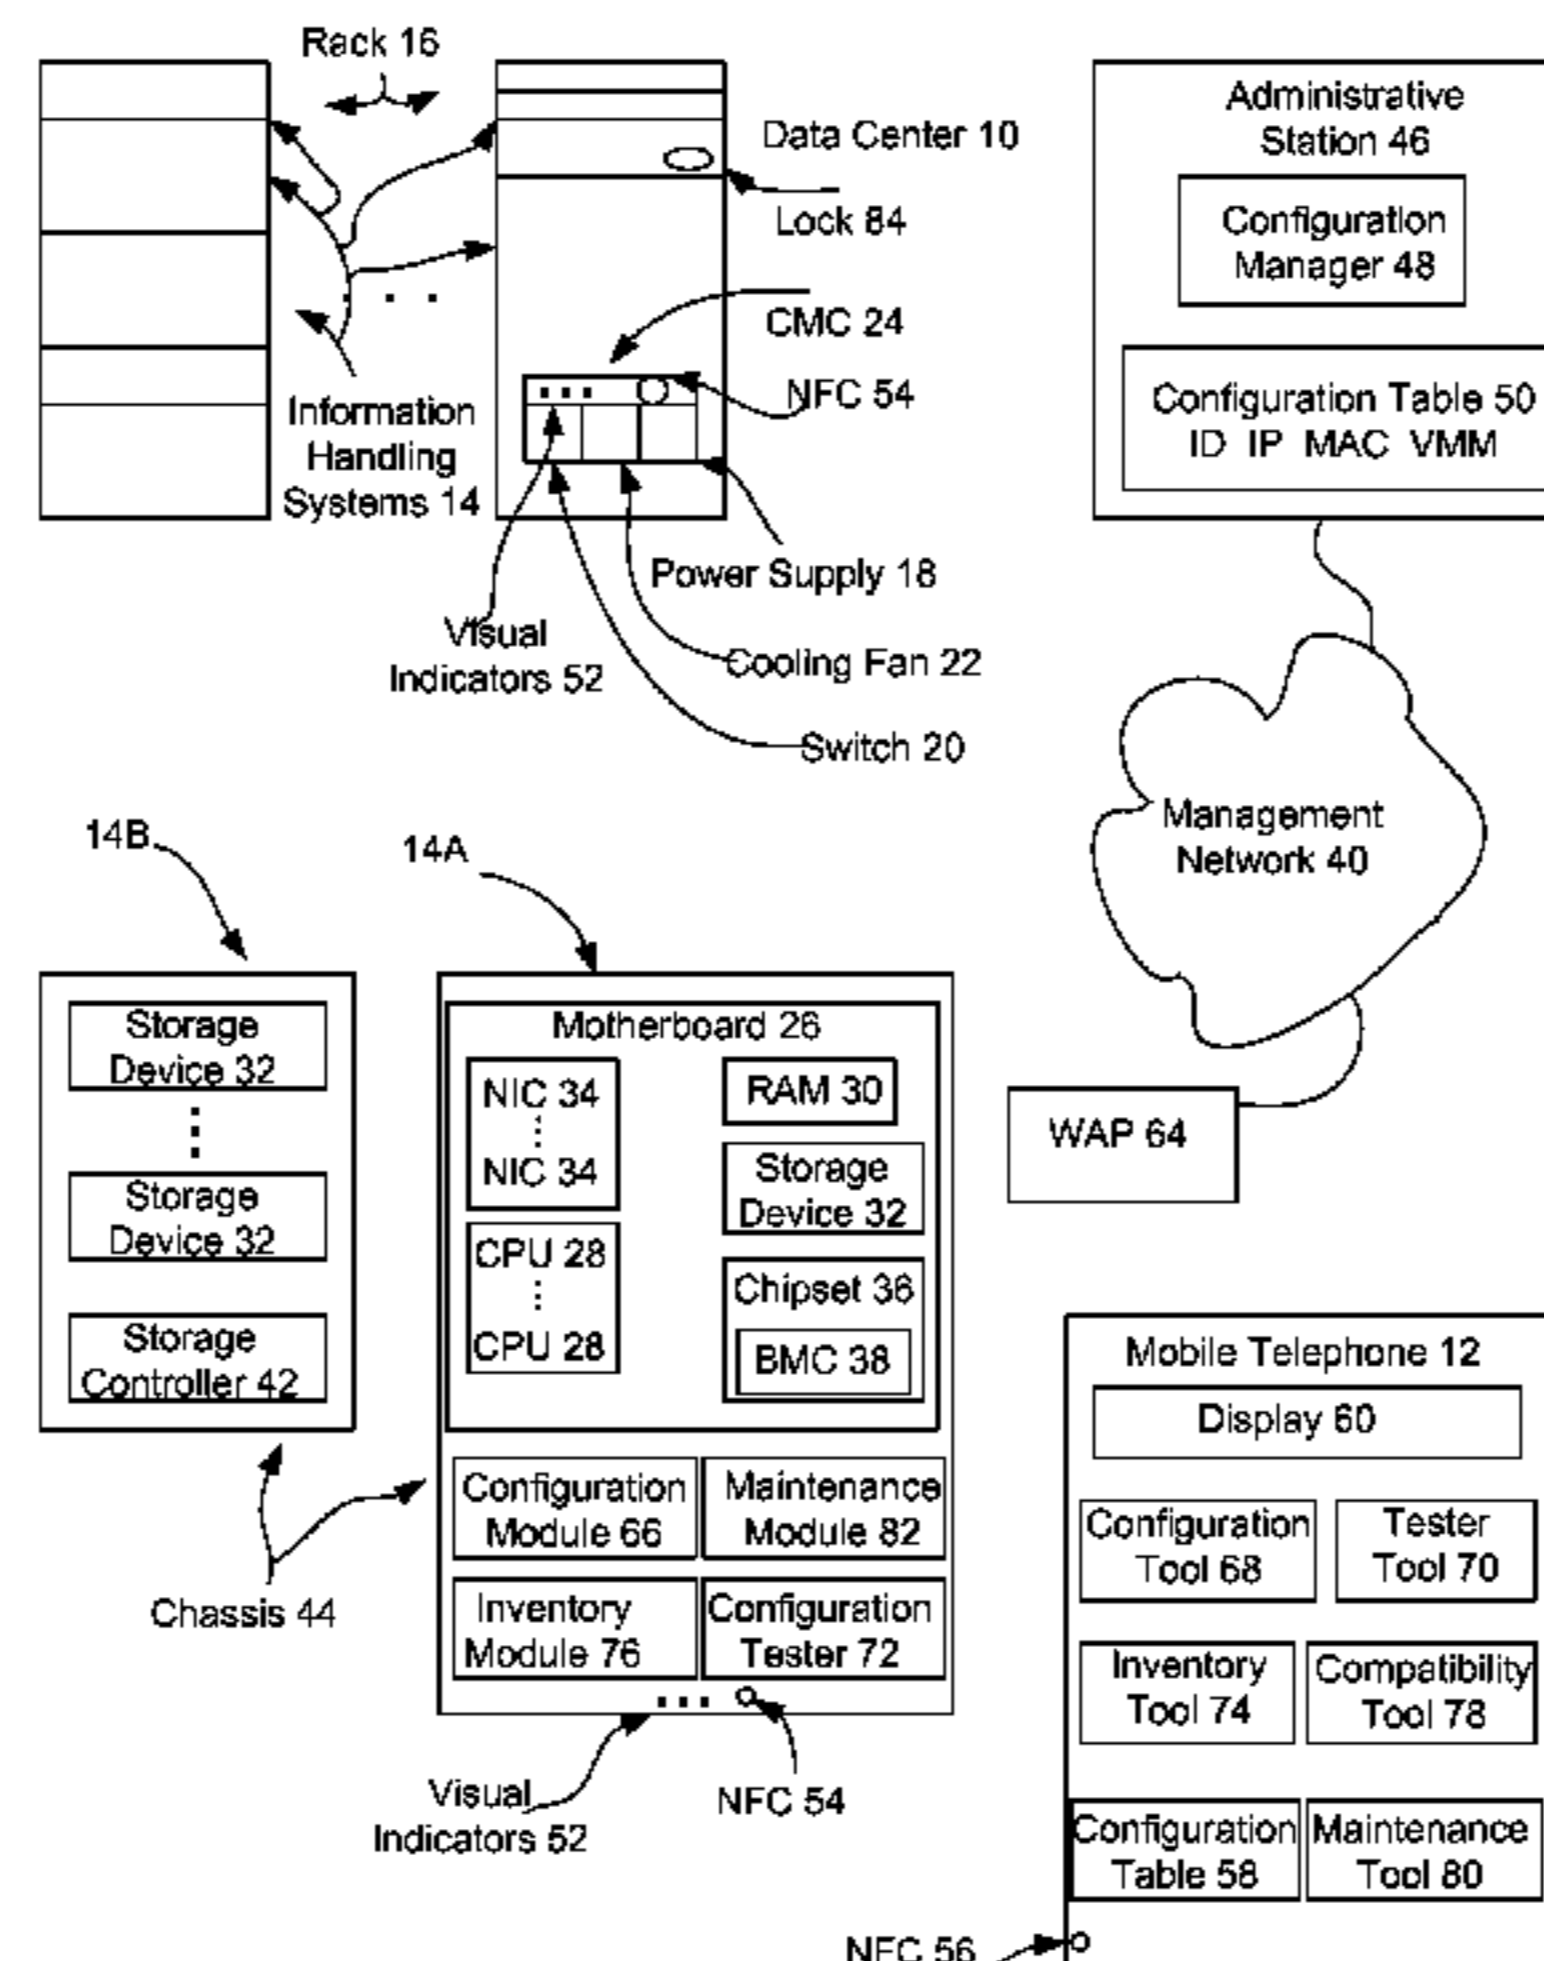 Rack 16
Data Center 10
Lock 84
CMC 24
NFC 54
Information
Handling
Systems 14
Power Supply 18
Visual
Indicators 52
Cooling Fan 22
Switch 20
Administrative
Station 46
Configuration
Manager 48
Configuration Table 50
ID IP MAC VMM
Management
Network 40
WAP 64
14B
14A
Storage
Device 32
Storage
Device 32
Storage
Controller 42
Chassis 44
Motherboard 26
NIC 34
NIC 34
CPU 28
CPU 28
RAM 30
Storage
Device 32
Chipset 36
BMC 38
Configuration
Module 66
Maintenance
Module 82
Inventory
Module 76
Configuration
Tester 72
Visual
Indicators 52
NFC 54
Mobile Telephone 12
Display 60
Configuration
Tool 68
Tester
Tool 70
Inventory
Tool 74
Compatibility
Tool 78
Configuration
Table 58
Maintenance
Tool 80
NFC 56